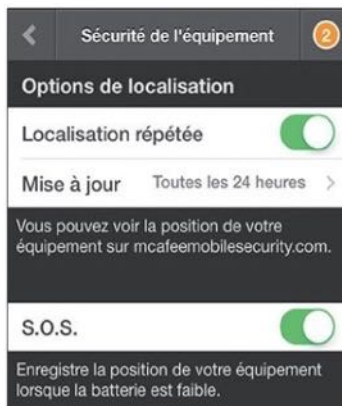 Sécurité de l'équipement 2
Options de localisation
Localisation répétée
Mise à jour Toutes les 24 heures
Vous pouvez voir la position de votre
équipement sur mcafeemobilesecurity.com.
S.O.S.
Enregistre la position de votre équipement
lorsque la batterie est faible.